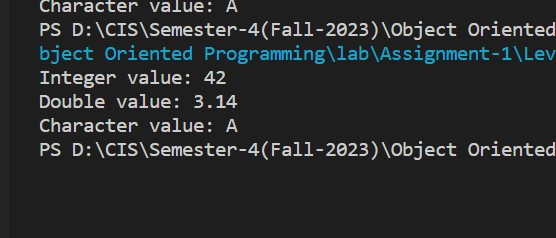 Character value: A
PS D:\CIS\Semester-4(Fall-2023)\Object Oriented
bject Oriented Programming\lab\Assignment-1\Lev
Integer value: 42
Double value: 3.14
Character value: A
PS D:\CIS\Semester-4(Fall-2023)\Object Oriented